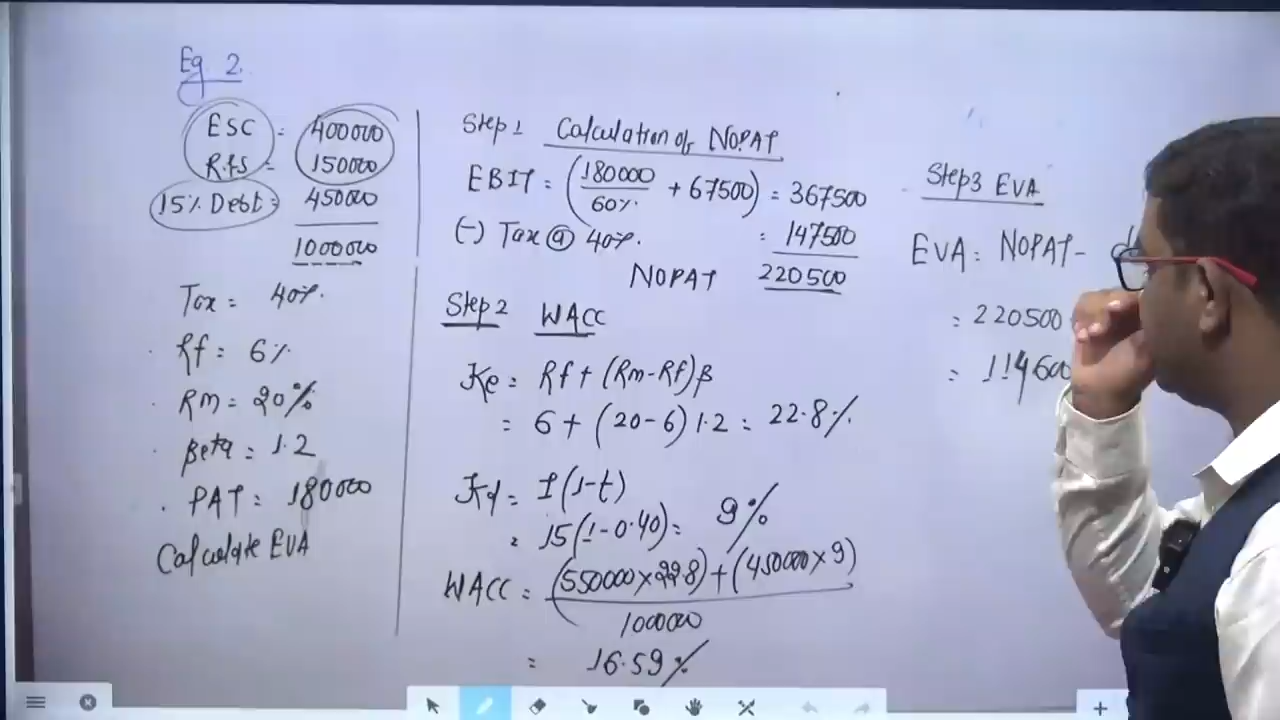 Eg 2.
ESC = 400000
R.f.S = 150000
15% Debt = 450000
1000000
Tax = 40%.
Rf = 6%
Rm = 20%
Beta = 1.2
PAT = 180000
Calculate EVA
Step 1 Calculation of NOPAT
EBIT = (180000 / 60% + 67500) = 367500
(-) Tax @ 40%. : 147500
NOPAT 220500
Step 2 WACC
Ke = Rf + (Rm-Rf)β
= 6 + (20-6) 1.2 = 22.8%
Kd = I (1-t)
= 15 (1-0.40) = 9%
WACC = (550000 x 22.8) + (450000 x 9)
1000000
= 16.59%
Step 3 EVA
EVA = NOPAT -
= 220500
= 114600